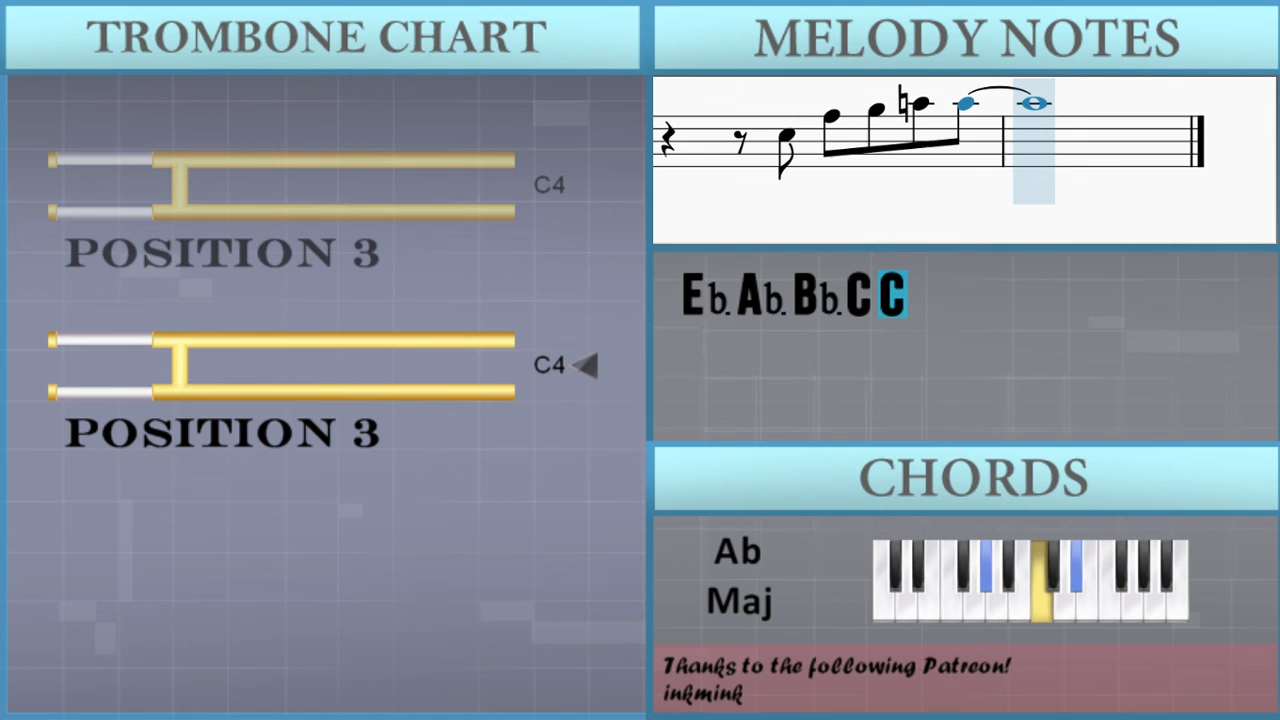 TROMBONE CHART
C4
POSITION 3
C4
POSITION 3
MELODY NOTES
Eb. Ab. Bb. C C
CHORDS
Ab
Maj
Thanks to the following Patreon!
inkmink